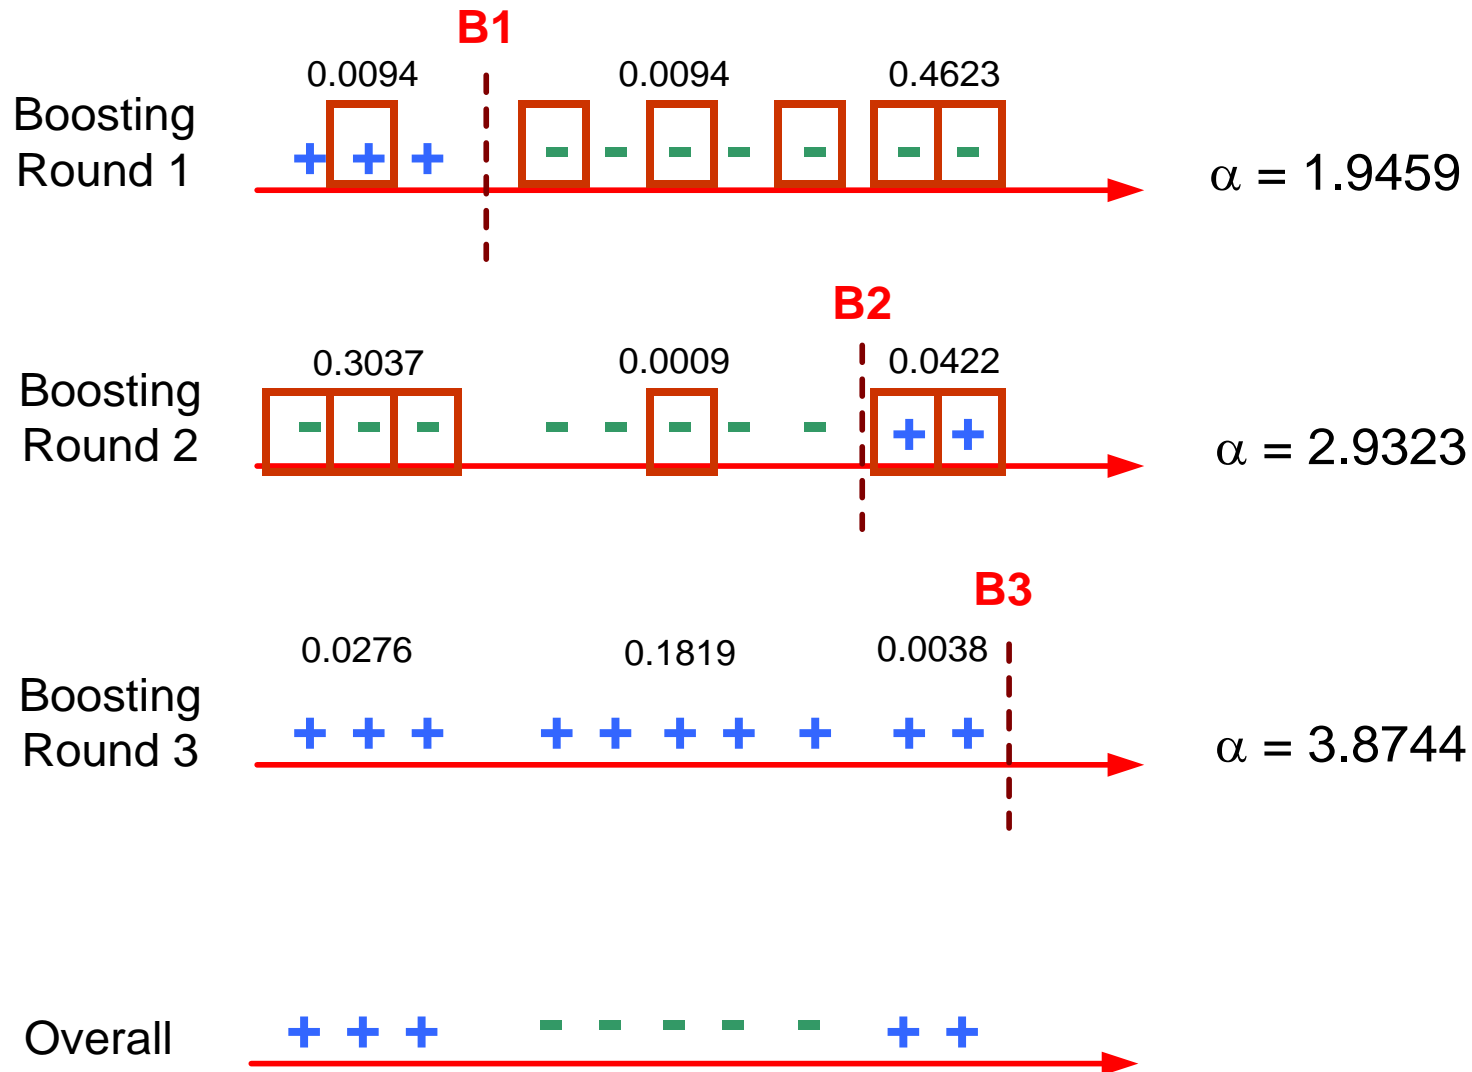 B1
0.0094 0.0094 0.4623
Boosting
Round 1
+ + + - - - - - - -
α = 1.9459
B2
0.3037 0.0009 0.0422
Boosting
Round 2
- - - - - - - - + +
α = 2.9323
B3
0.0276 0.1819 0.0038
Boosting
Round 3
+ + + + + + + + + +
α = 3.8744
Overall
+ + + - - - - - + +